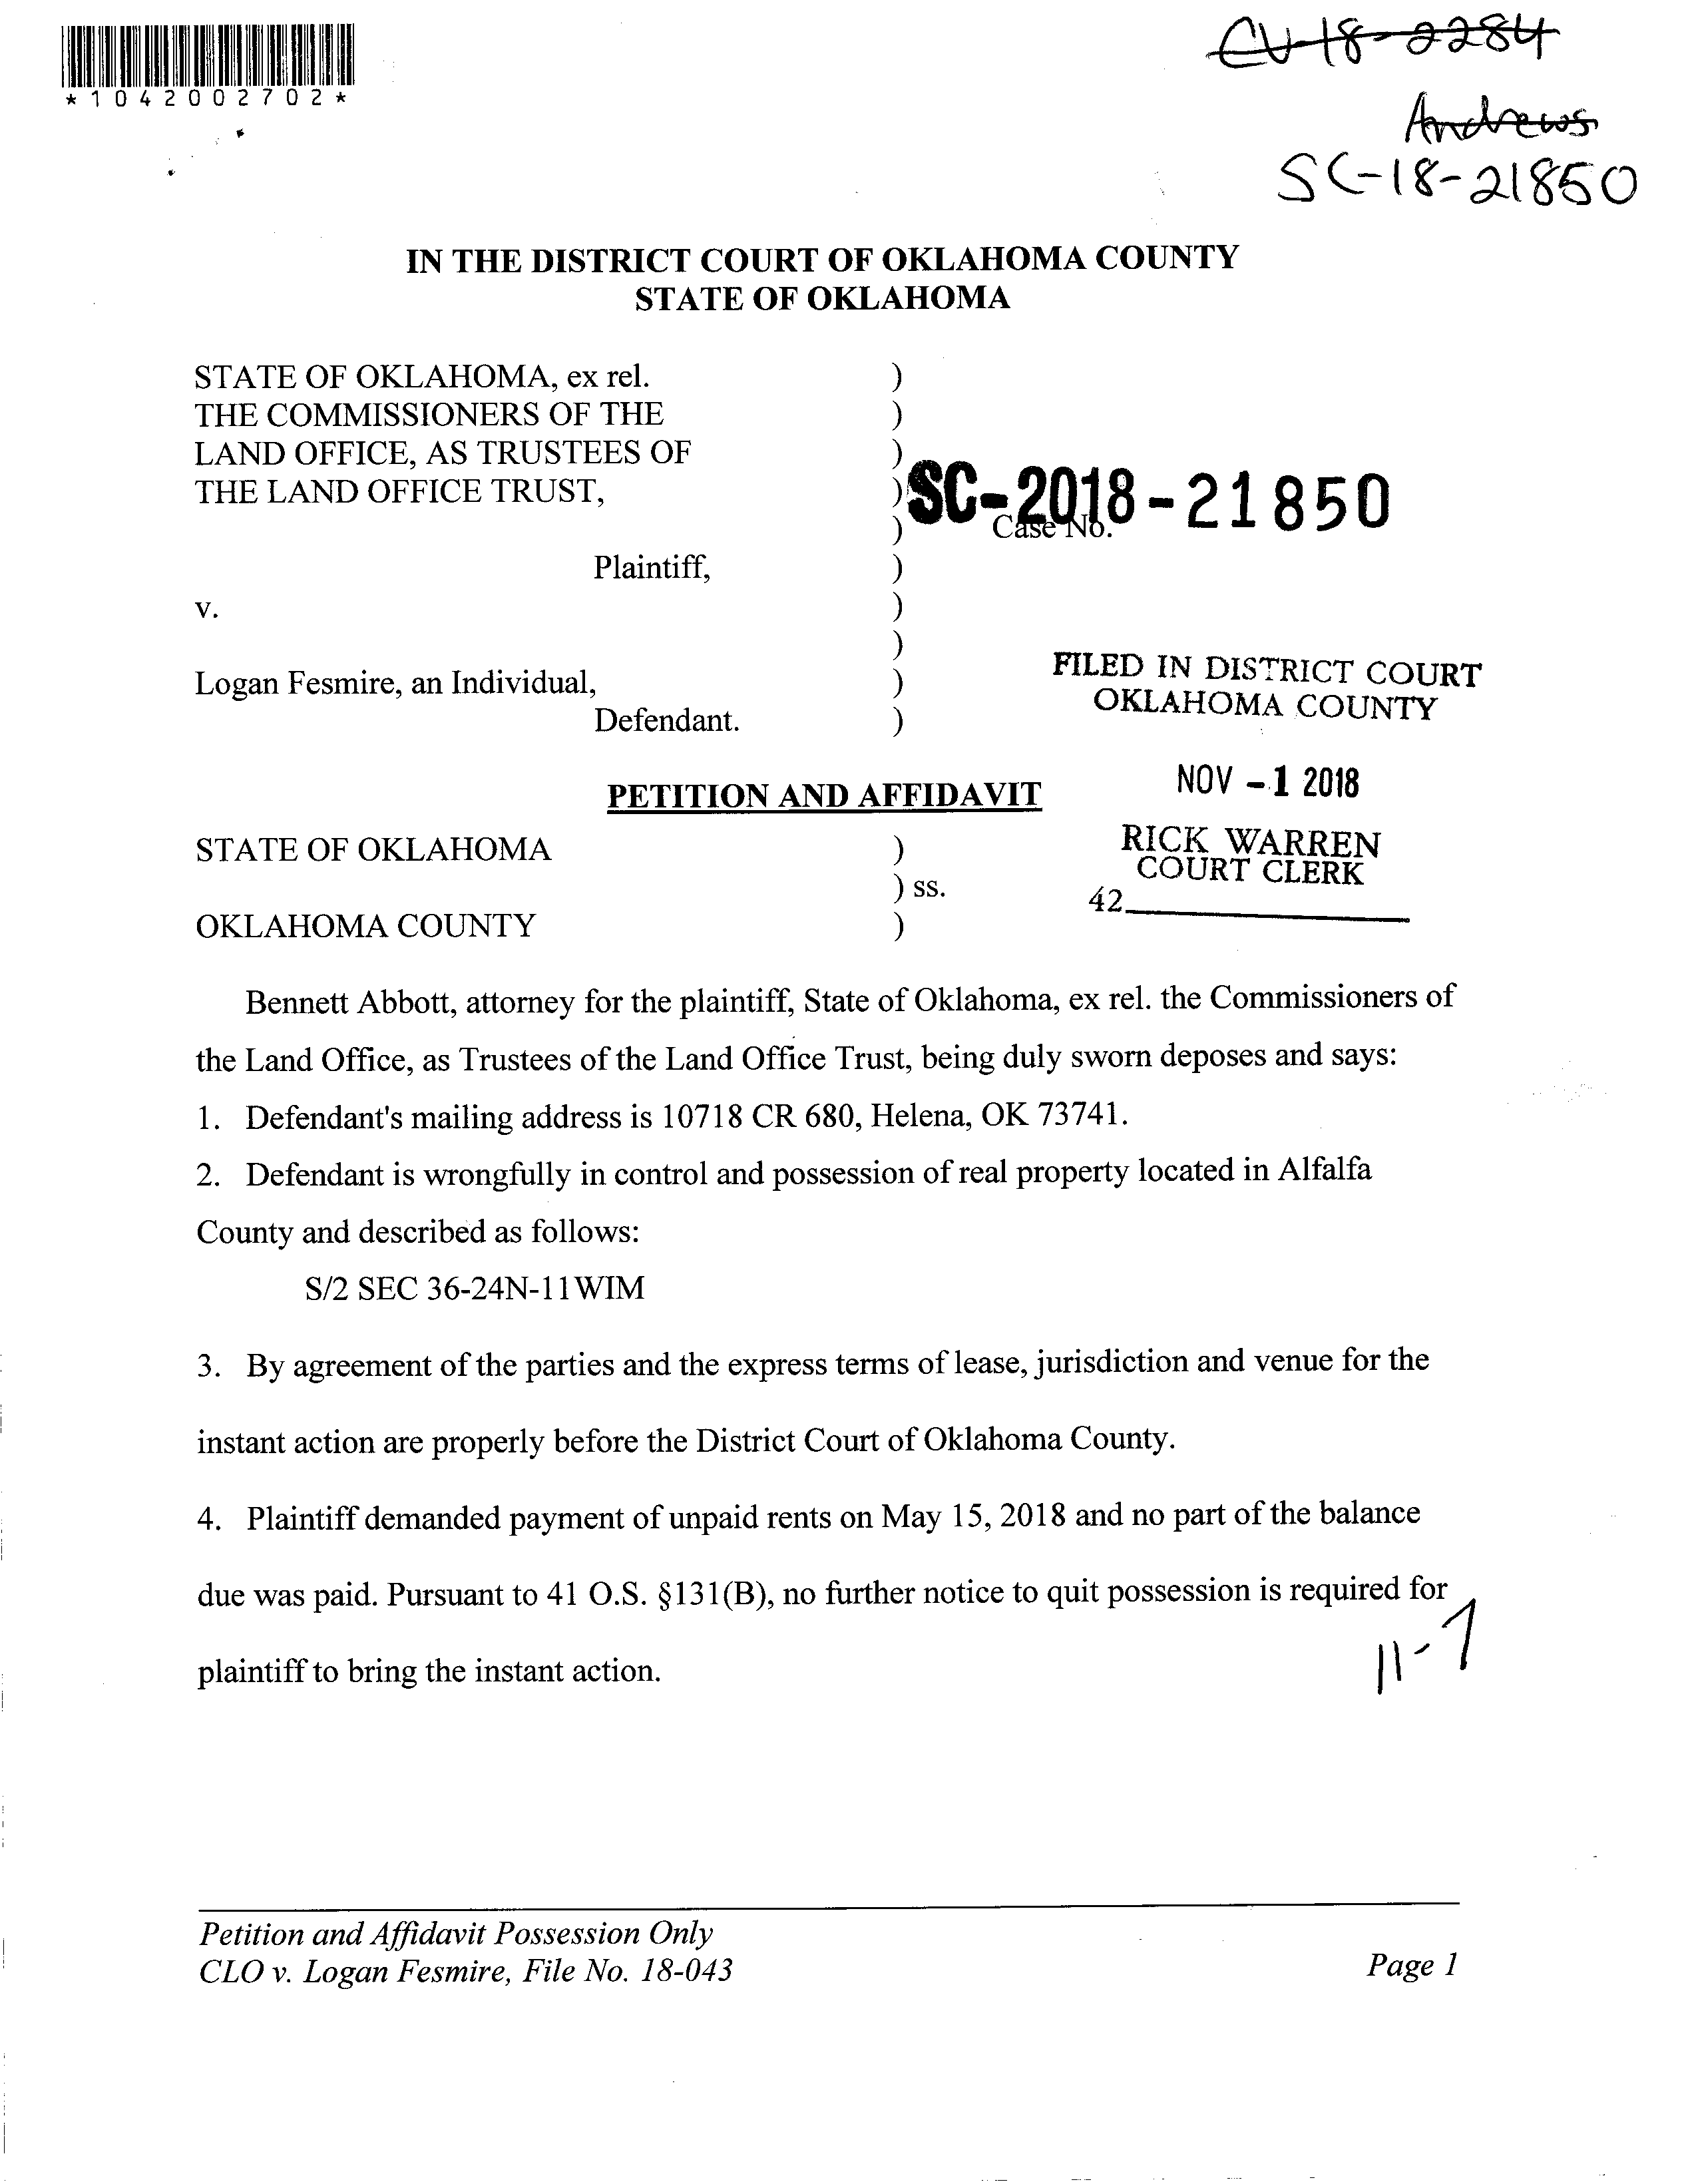 *1042002702*
CV-18-2284
Andrews
SC-18-21850
IN THE DISTRICT COURT OF OKLAHOMA COUNTY
STATE OF OKLAHOMA
STATE OF OKLAHOMA, ex rel. )
THE COMMISSIONERS OF THE )
LAND OFFICE, AS TRUSTEES OF )
THE LAND OFFICE TRUST, ) SC-2018-21850
) Case No.
Plaintiff, )
v. )
)
Logan Fesmire, an Individual, )
Defendant. )
FILED IN DISTRICT COURT
OKLAHOMA COUNTY
NOV -1 2018
PETITION AND AFFIDAVIT
RICK WARREN
COURT CLERK
42
STATE OF OKLAHOMA )
) ss.
OKLAHOMA COUNTY )
Bennett Abbott, attorney for the plaintiff, State of Oklahoma, ex rel. the Commissioners of
the Land Office, as Trustees of the Land Office Trust, being duly sworn deposes and says:
1. Defendant's mailing address is 10718 CR 680, Helena, OK 73741.
2. Defendant is wrongfully in control and possession of real property located in Alfalfa
County and described as follows:
S/2 SEC 36-24N-11WIM
3. By agreement of the parties and the express terms of lease, jurisdiction and venue for the
instant action are properly before the District Court of Oklahoma County.
4. Plaintiff demanded payment of unpaid rents on May 15, 2018 and no part of the balance
due was paid. Pursuant to 41 O.S. §131(B), no further notice to quit possession is required for
plaintiff to bring the instant action.
11-7
Petition and Affidavit Possession Only
CLO v. Logan Fesmire, File No. 18-043
Page 1